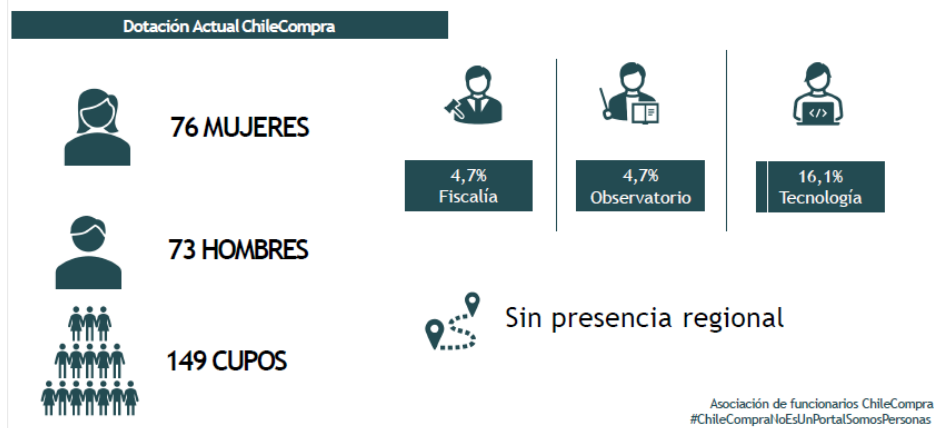 Dotación Actual ChileCompra
76 MUJERES
73 HOMBRES
149 CUPOS
4,7%
Fiscalía
4,7%
Observatorio
</>
16,1%
Tecnología
Sin presencia regional
Asociación de funcionarios ChileCompra
#ChileCompraNoEsUnPortalSomosPersonas